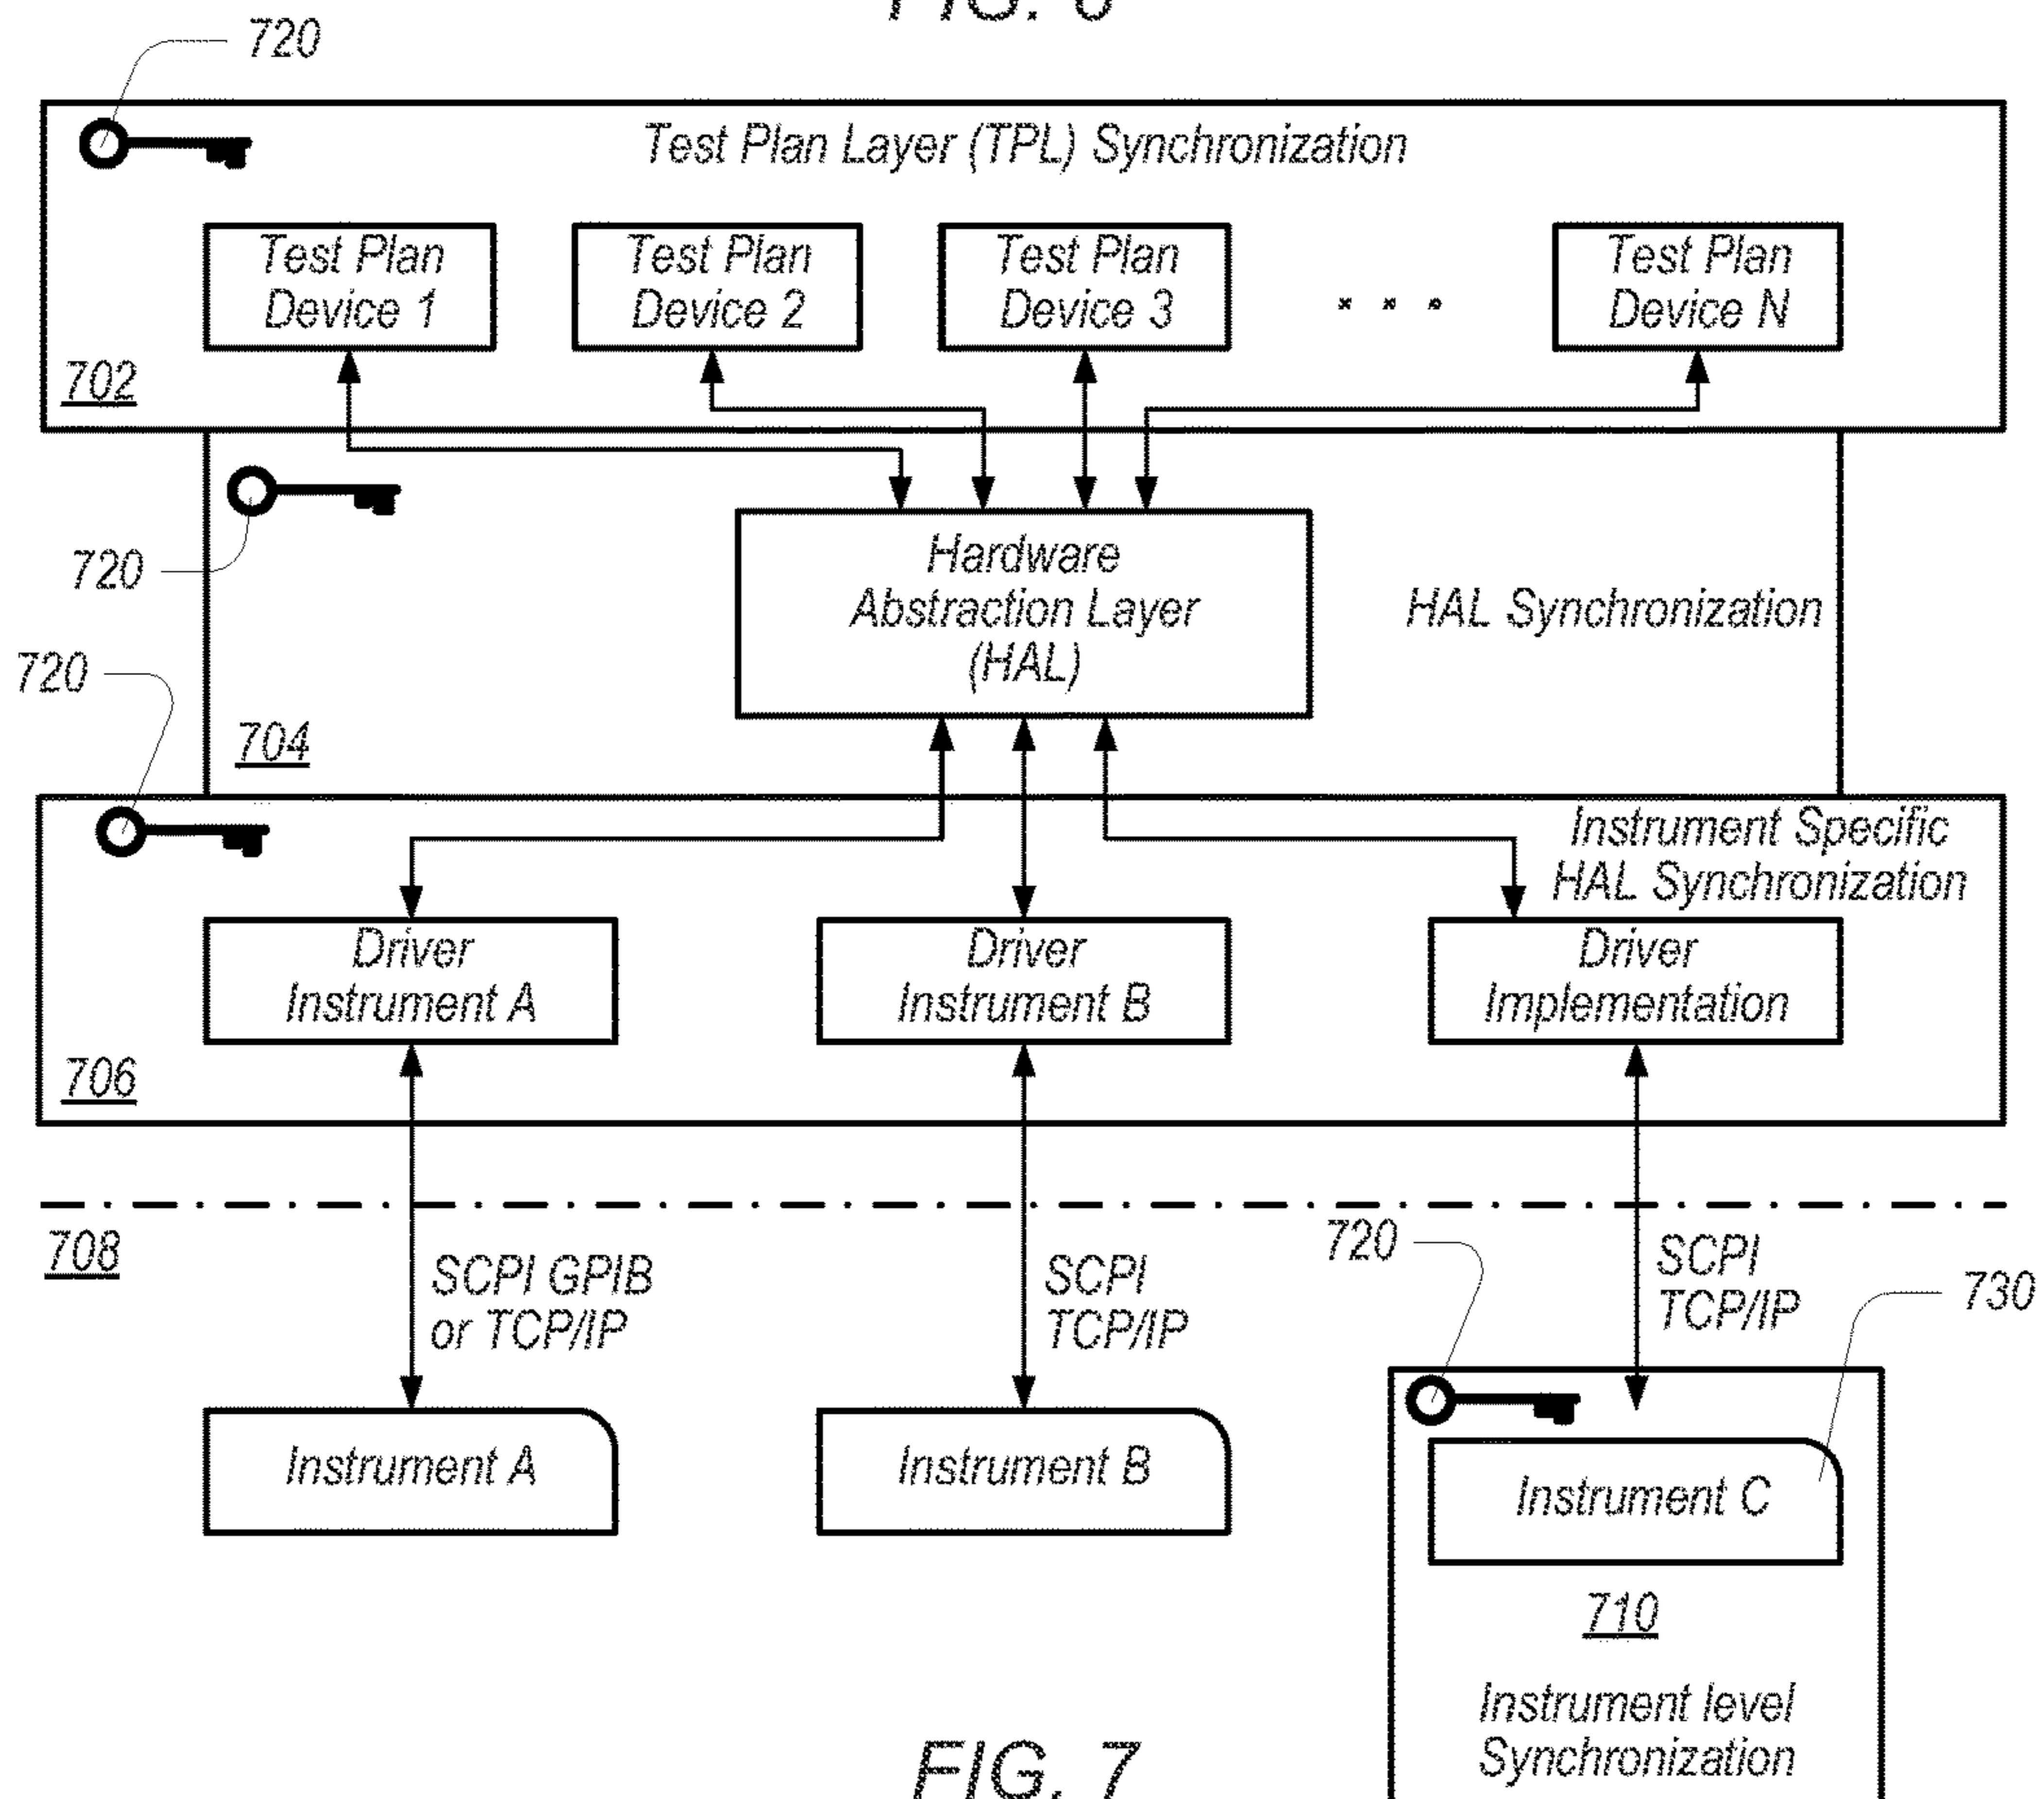 720
Test Plan Layer (TPL) Synchronization
Test Plan
Device 1
Test Plan
Device 2
Test Plan
Device 3
. . .
Test Plan
Device N
702
720
Hardware
Abstraction Layer
(HAL)
HAL Synchronization
720
704
Instrument Specific
HAL Synchronization
Driver
Instrument A
Driver
Instrument B
Driver
Implementation
706
708
SCPI GPIB
or TCP/IP
SCPI
TCP/IP
720
SCPI
TCP/IP
730
Instrument A
Instrument B
Instrument C
710
Instrument level
Synchronization
FIG. 7